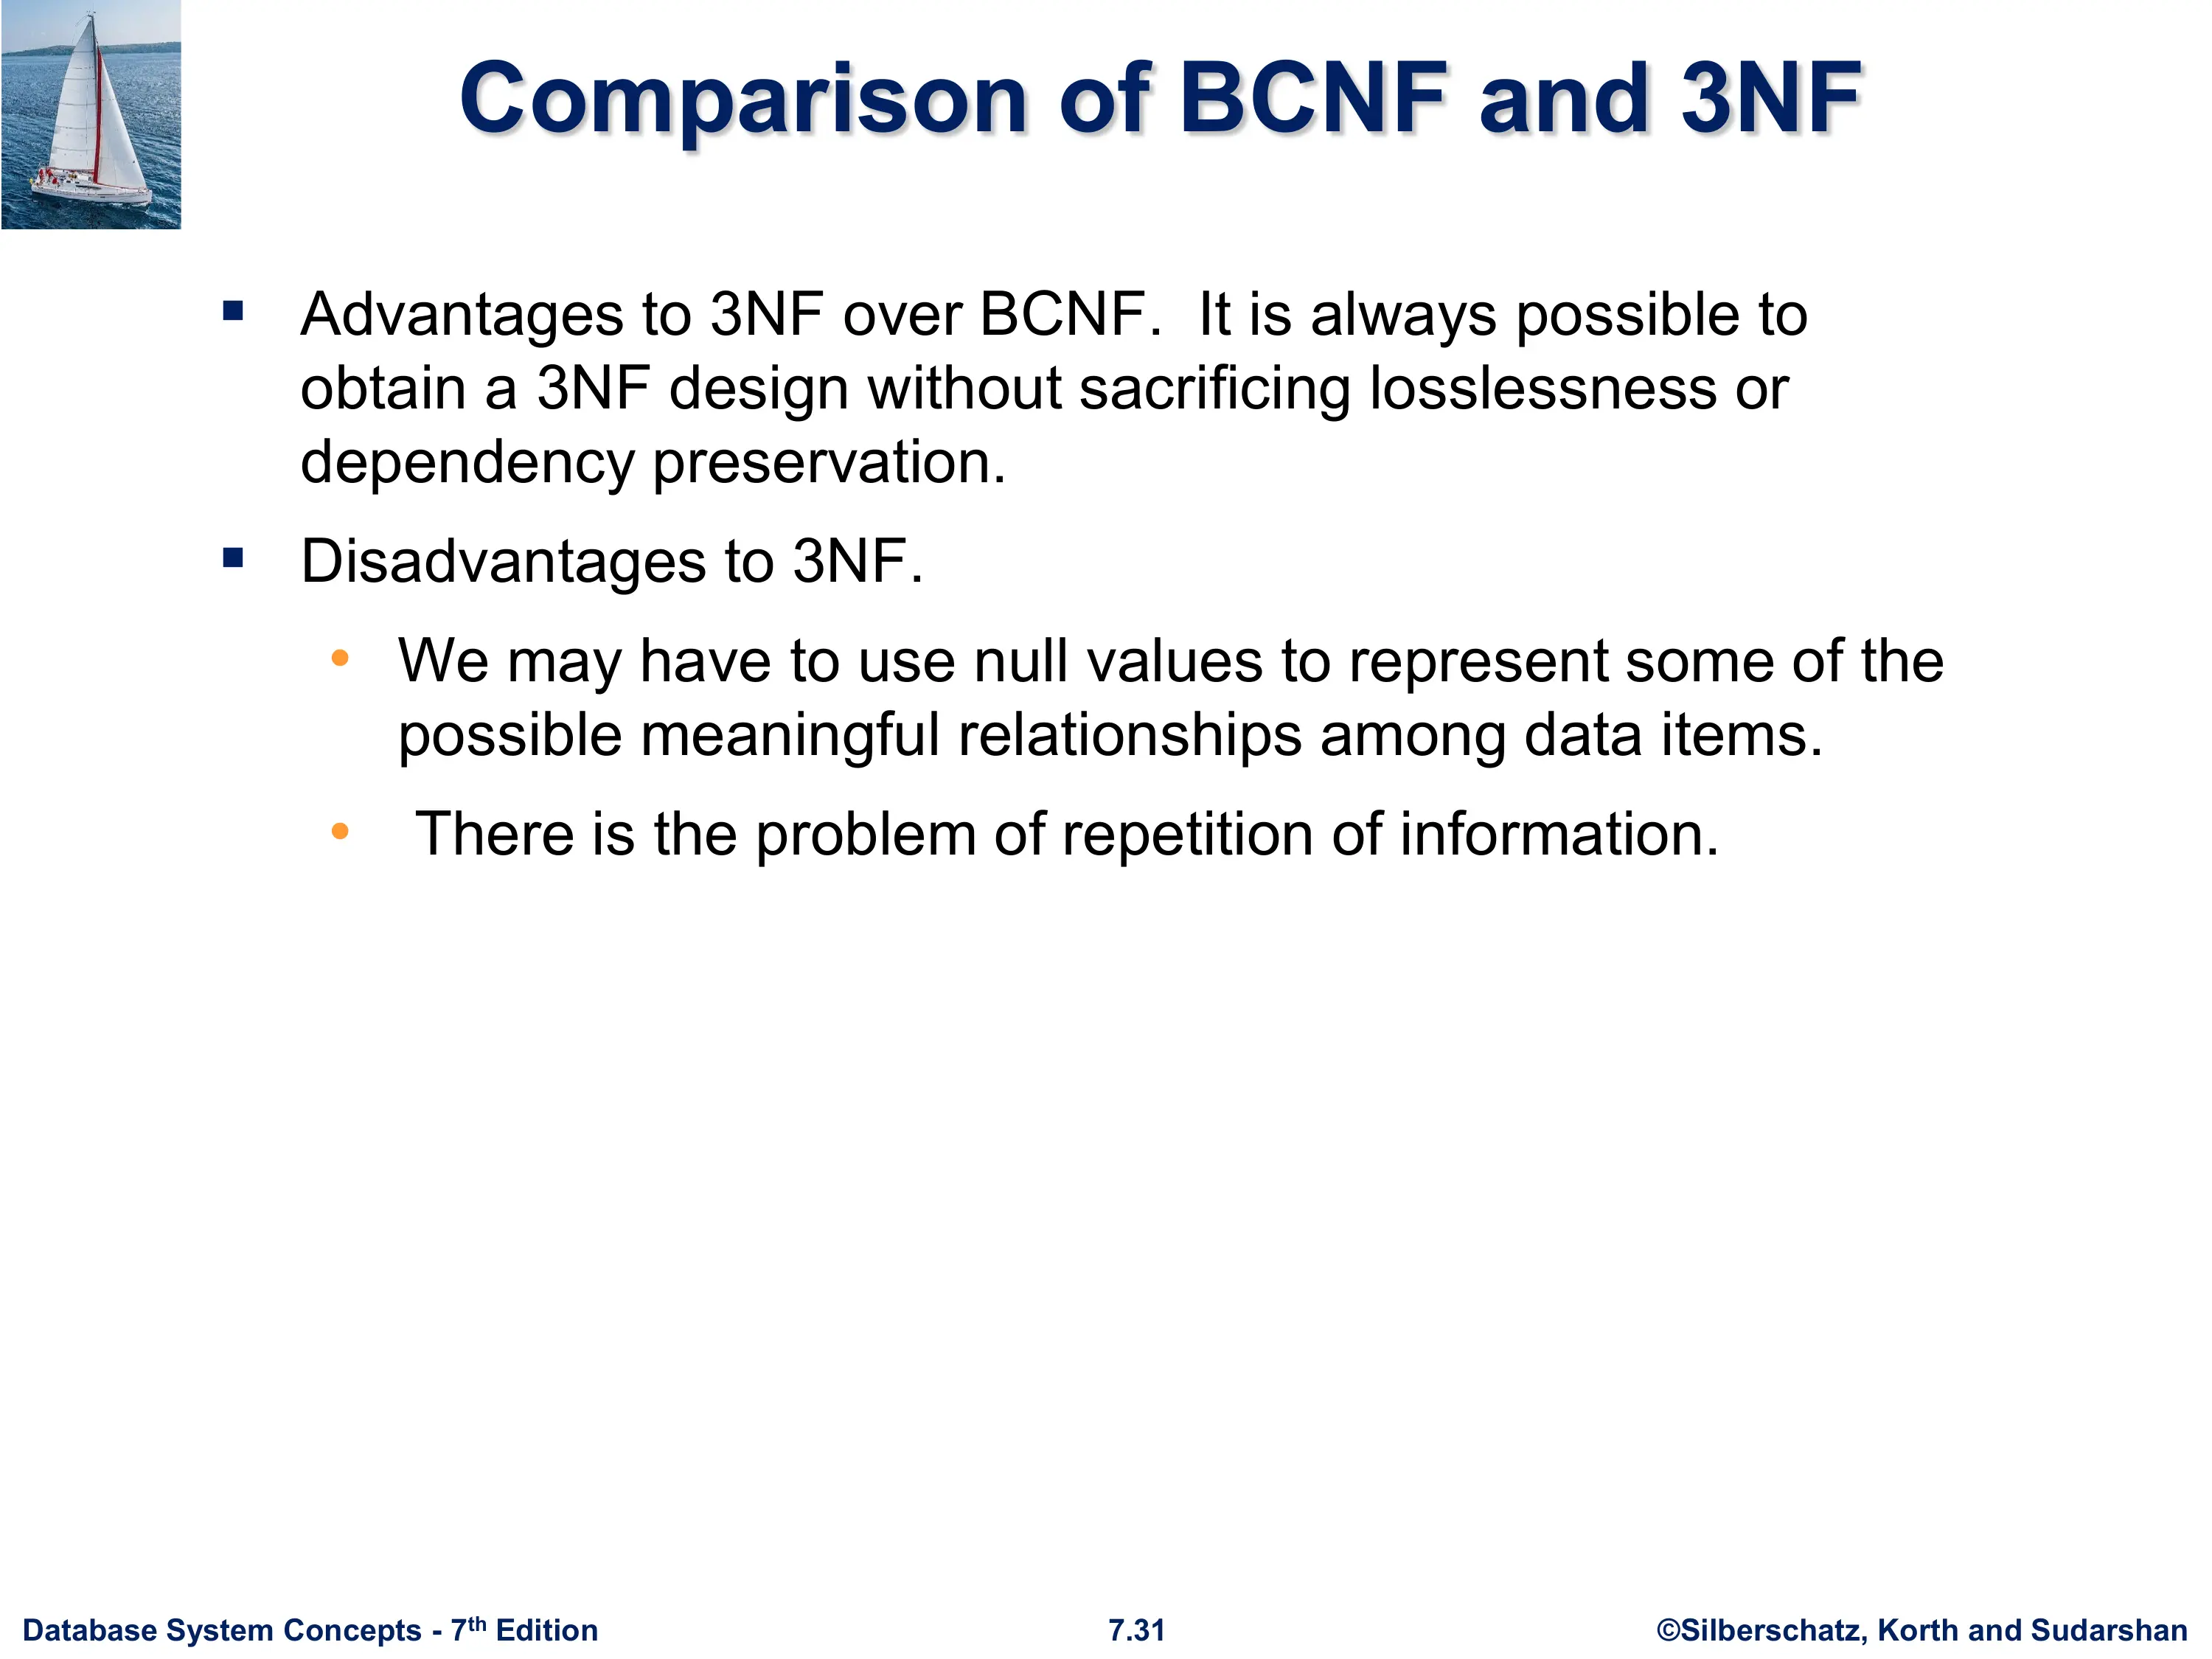 Comparison of BCNF and 3NF
▪ Advantages to 3NF over BCNF.  It is always possible to
obtain a 3NF design without sacrificing losslessness or
dependency preservation.
▪ Disadvantages to 3NF.
• We may have to use null values to represent some of the
possible meaningful relationships among data items.
• There is the problem of repetition of information.
Database System Concepts - 7th Edition
7.31
©Silberschatz, Korth and Sudarshan